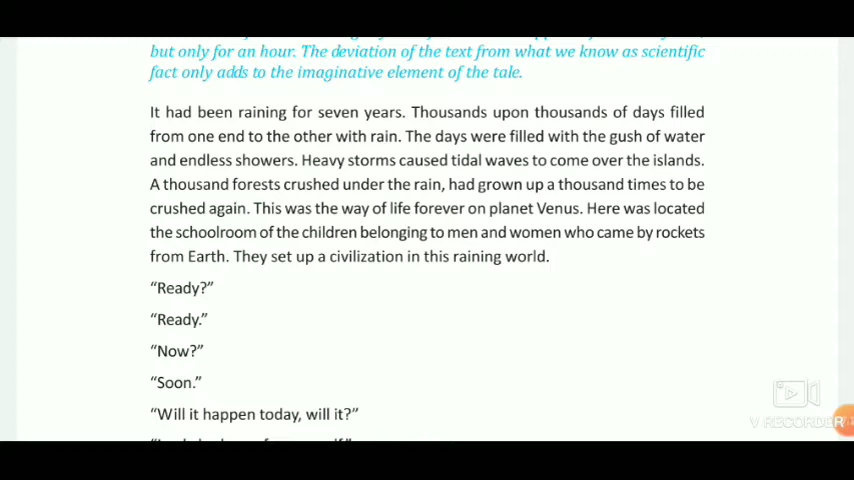 but only for an hour. The deviation of the text from what we know as scientific
fact only adds to the imaginative element of the tale.
It had been raining for seven years. Thousands upon thousands of days filled
from one end to the other with rain. The days were filled with the gush of water
and endless showers. Heavy storms caused tidal waves to come over the islands.
A thousand forests crushed under the rain, had grown up a thousand times to be
crushed again. This was the way of life forever on planet Venus. Here was located
the schoolroom of the children belonging to men and women who came by rockets
from Earth. They set up a civilization in this raining world.
“Ready?”
“Ready.”
“Now?”
“Soon.”
“Will it happen today, will it?”
V RECORDER